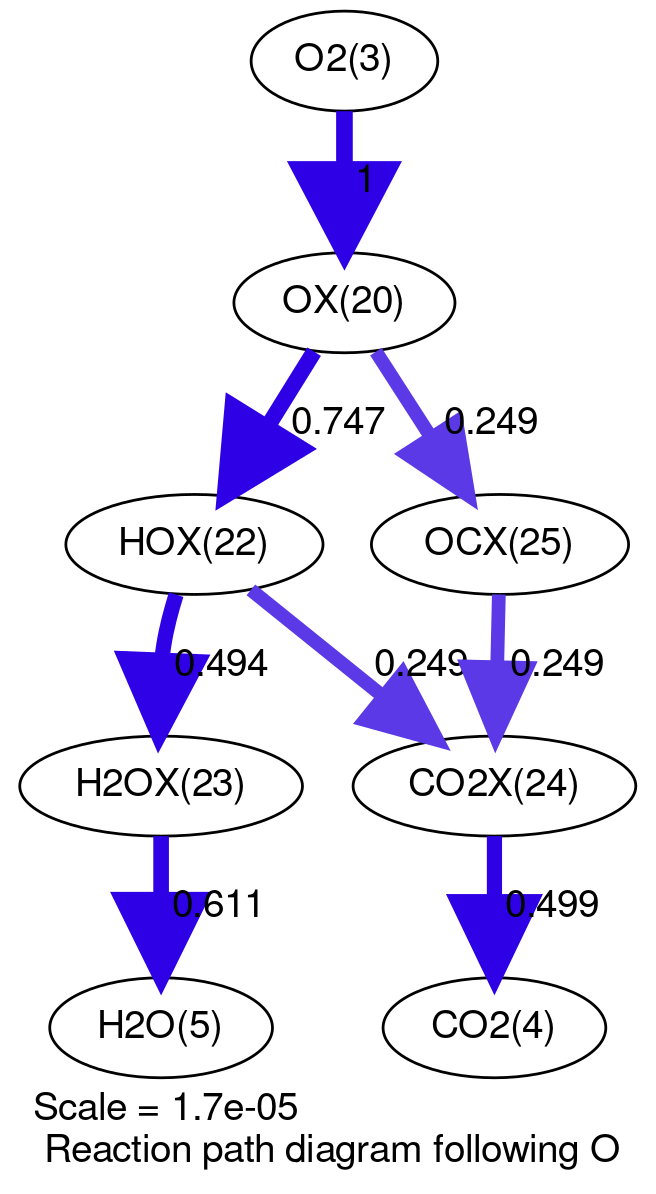 O2(3)
1
OX(20)
0.747
0.249
HOX(22)
OCX(25)
0.494
0.249
0.249
H2OX(23)
CO2X(24)
0.611
0.499
H2O(5)
CO2(4)
Scale = 1.7e-05
Reaction path diagram following O